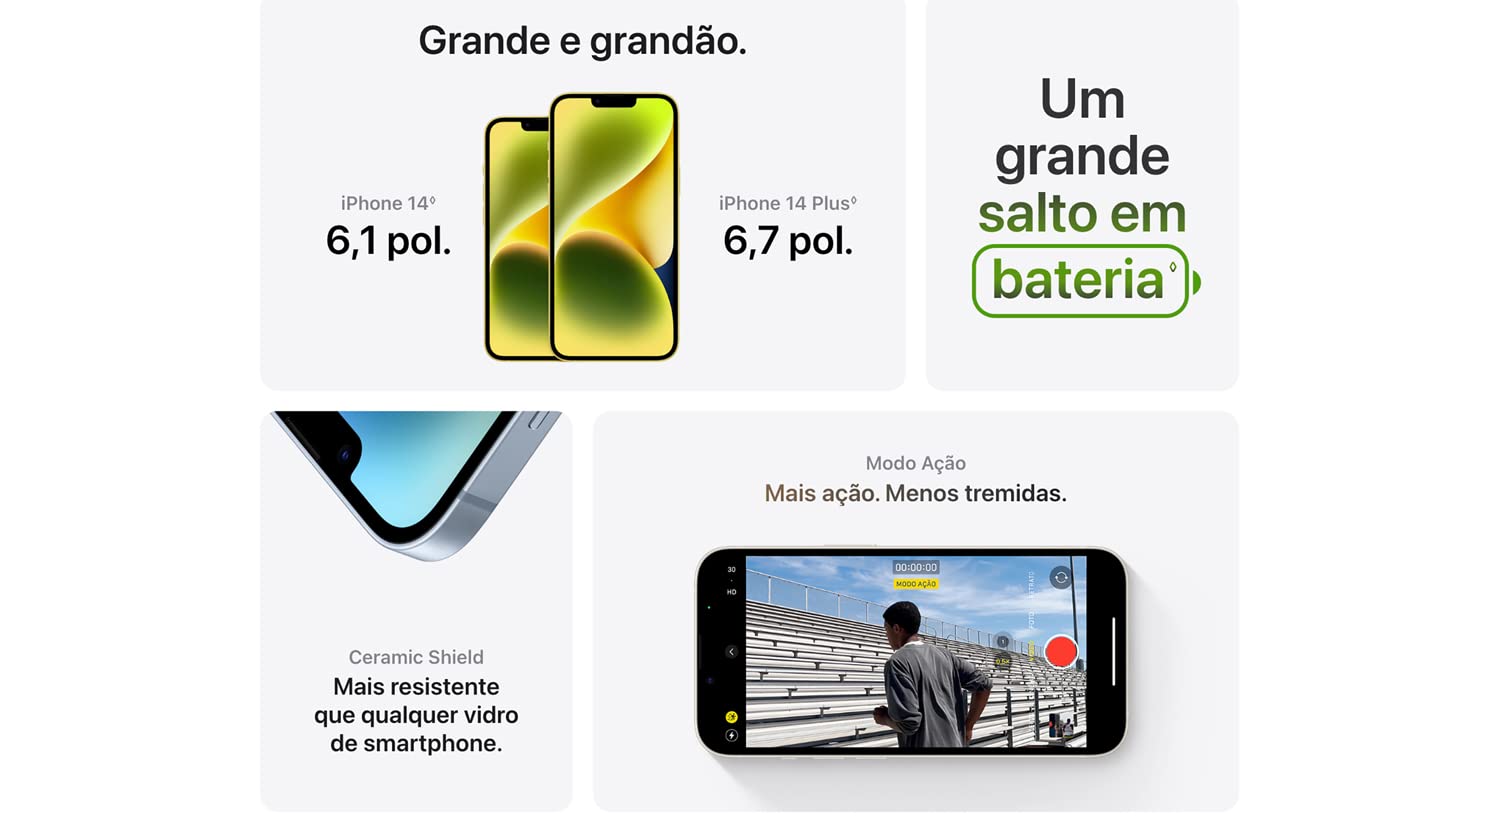 Grande e grandão.
iPhone 14◊
6,1 pol.
iPhone 14 Plus◊
6,7 pol.
Um
grande
salto em
bateria◊
Ceramic Shield
Mais resistente
que qualquer vidro
de smartphone.
Modo Ação
Mais ação. Menos tremidas.
30
HD
00:00:00
MODO AÇÃO
FOTO